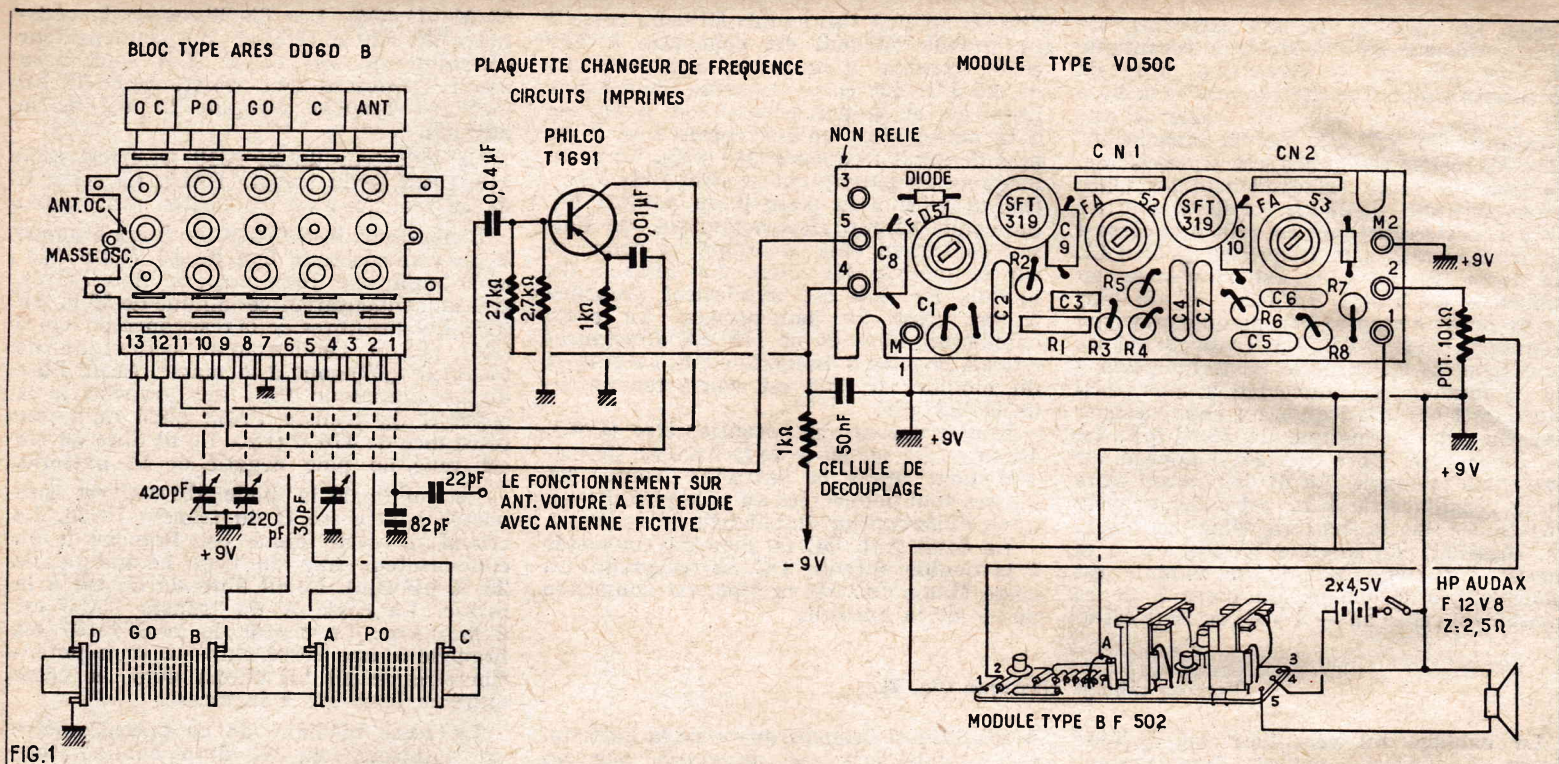 BLOC TYPE ARES DD6D B
PLAQUETTE CHANGEUR DE FREQUENCE
CIRCUITS IMPRIMES
MODULE TYPE VD50C
OC PO GO C ANT
PHILCO
T1691
NON RELIE
CN1
CN2
ANT.OC.
MASSE OSC.
0,04µF
0,01µF
27kΩ
2,7kΩ
1kΩ
3
5
4
DIODE
FD51
C8
C1
M
1
SFT
319
C9
FA
S2
SFT
319
C10
FA
S3
R2
C2
C3
R1
R5
R3
R4
C4
C7
R6
C6
C5
R7
R8
M2
2
1
+9V
POT. 10kΩ
+9V
13 12 11 10 9 8 7 6 5 4 3 2 1
1kΩ
50nF
+9V
CELLULE DE
DECOUPLAGE
-9V
420pF
220
pF
30pF
+9V
22pF
82pF
LE FONCTIONNEMENT SUR
ANT. VOITURE A ETE ETUDIE
AVEC ANTENNE FICTIVE
D GO B
A PO C
2x4,5V
HP AUDAX
F 12 V 8
Z: 2,5Ω
1
2
A
3
4
5
MODULE TYPE BF 502
FIG.1